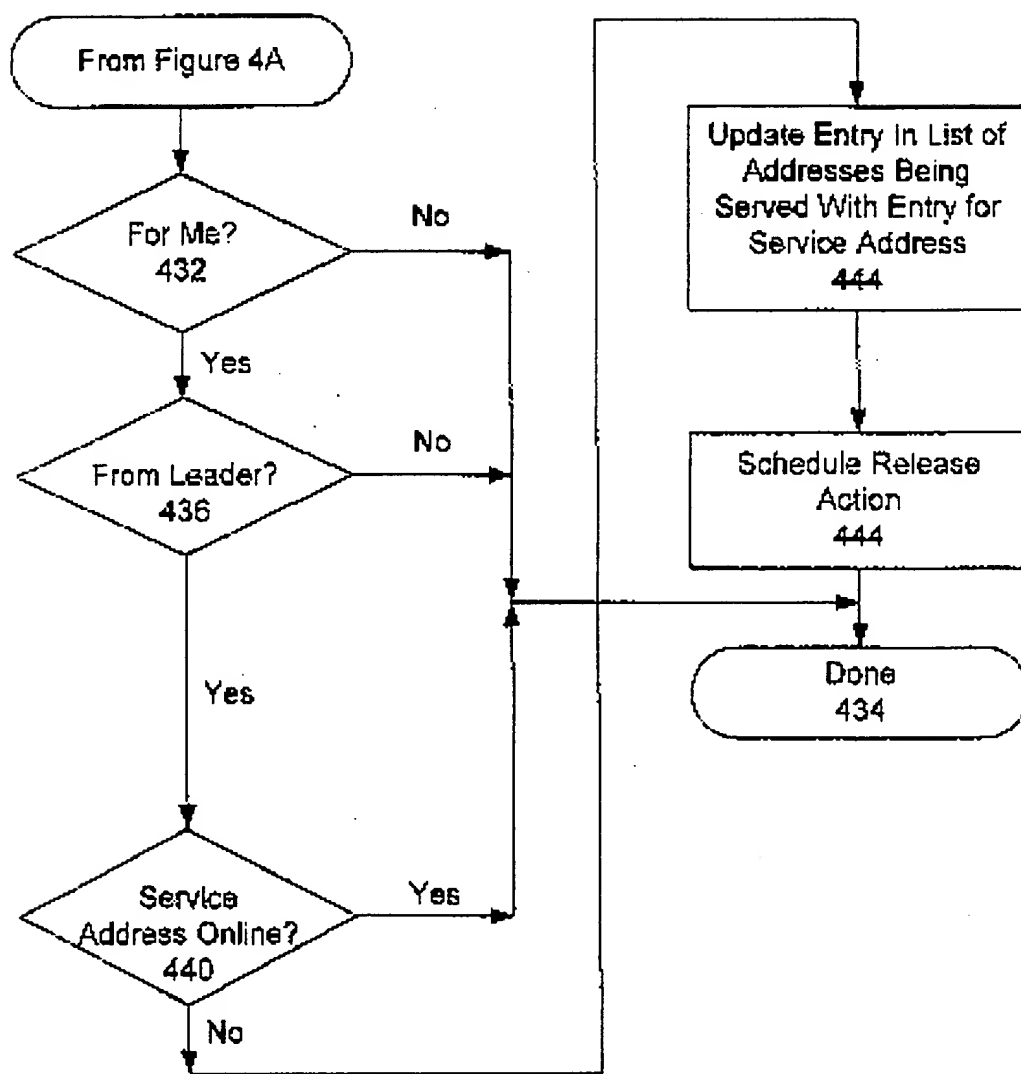 From Figure 4A
For Me?
432
No
Yes
From Leader?
436
No
Yes
Service
Address Online?
440
Yes
No
Update Entry In List of
Addresses Being
Served With Entry for
Service Address
444
Schedule Release
Action
444
Done
434